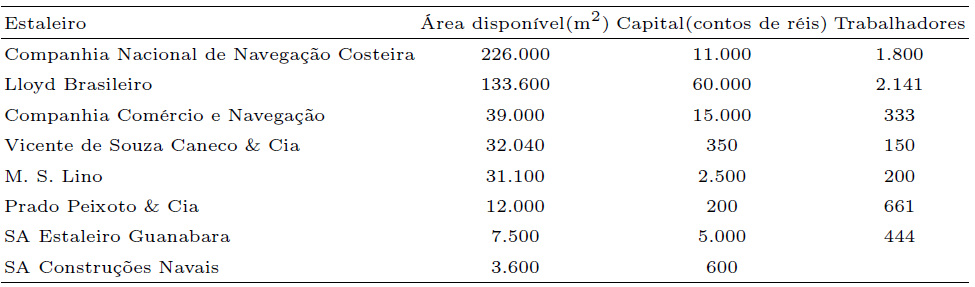 Estaleiro Área disponível(m²) Capital(contos de réis) Trabalhadores
Companhia Nacional de Navegação Costeira 226.000 11.000 1.800
Lloyd Brasileiro 133.600 60.000 2.141
Companhia Comércio e Navegação 39.000 15.000 333
Vicente de Souza Caneco & Cia 32.040 350 150
M. S. Lino 31.100 2.500 200
Prado Peixoto & Cia 12.000 200 661
SA Estaleiro Guanabara 7.500 5.000 444
SA Construções Navais 3.600 600